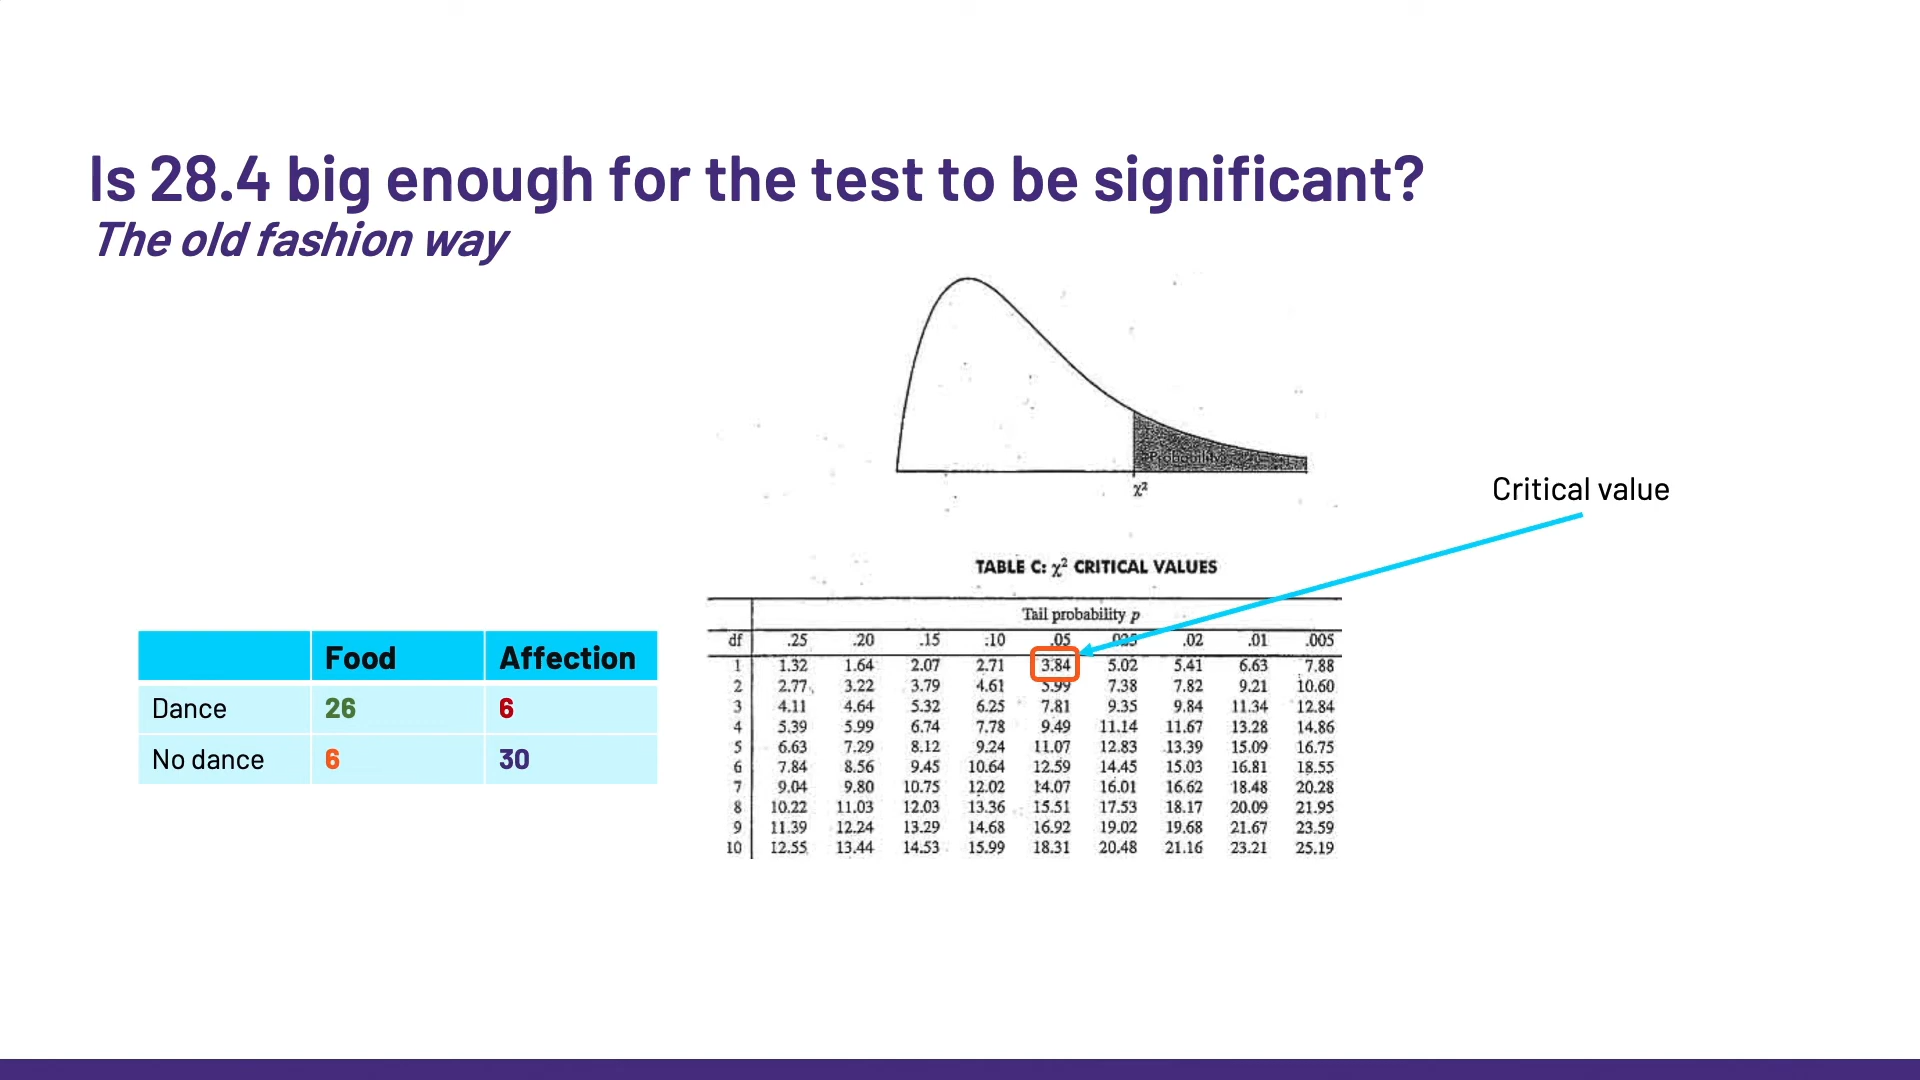 Is 28.4 big enough for the test to be significant?
The old fashion way
Probability
χ²
Critical value
TABLE C: χ² CRITICAL VALUES
Tail probability p
df .25 .20 .15 .10 .05 .025 .02 .01 .005
1 1.32 1.64 2.07 2.71 3.84 5.02 5.41 6.63 7.88
2 2.77 3.22 3.79 4.61 5.99 7.38 7.82 9.21 10.60
3 4.11 4.64 5.32 6.25 7.81 9.35 9.84 11.34 12.84
4 5.39 5.99 6.74 7.78 9.49 11.14 11.67 13.28 14.86
5 6.63 7.29 8.12 9.24 11.07 12.83 13.39 15.09 16.75
6 7.84 8.56 9.45 10.64 12.59 14.45 15.03 16.81 18.55
7 9.04 9.80 10.75 12.02 14.07 16.01 16.62 18.48 20.28
8 10.22 11.03 12.03 13.36 15.51 17.53 18.17 20.09 21.95
9 11.39 12.24 13.29 14.68 16.92 19.02 19.68 21.67 23.59
10 12.55 13.44 14.53 15.99 18.31 20.48 21.16 23.21 25.19
Food Affection
Dance 26 6
No dance 6 30